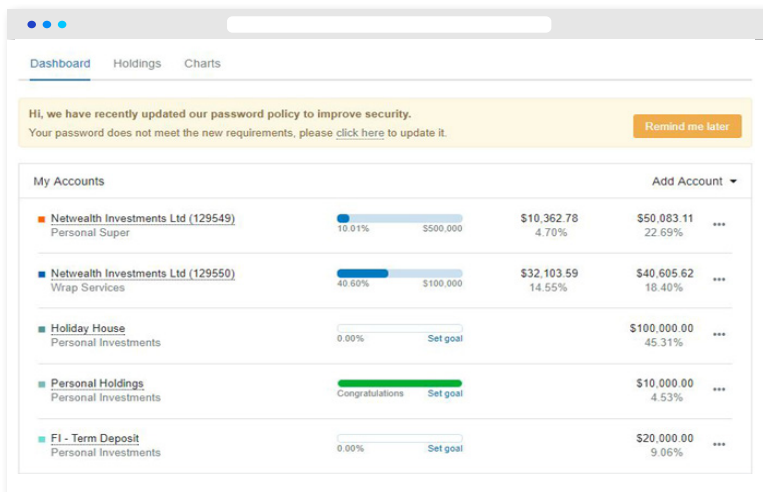 Dashboard Holdings Charts
Hi, we have recently updated our password policy to improve security.
Your password does not meet the new requirements, please click here to update it.
Remind me later
My Accounts Add Account
Netwealth Investments Ltd (129549)
Personal Super
10.01% $500,000
$10,362.78
4.70%
$50,083.11
22.69%
Netwealth Investments Ltd (129550)
Wrap Services
40.60% $100,000
$32,103.59
14.55%
$40,605.62
18.40%
Holiday House
Personal Investments
0.00% Set goal
$100,000.00
45.31%
Personal Holdings
Personal Investments
Congratulations Set goal
$10,000.00
4.53%
FI - Term Deposit
Personal Investments
0.00% Set goal
$20,000.00
9.06%